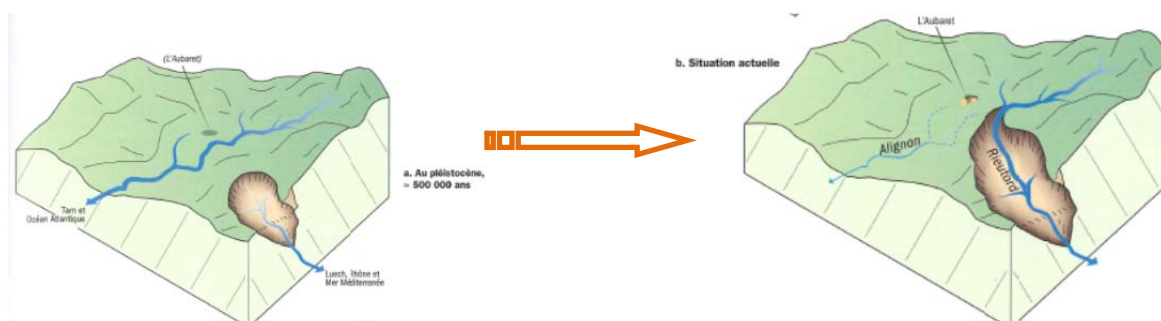 (L'Aubaret)
a. Au pléistocène,
≈ 500 000 ans
Tarn et
Océan Atlantique
Luech, Rhône et
Mer Méditerranée
L'Aubaret
b. Situation actuelle
Alignon
Rieutord